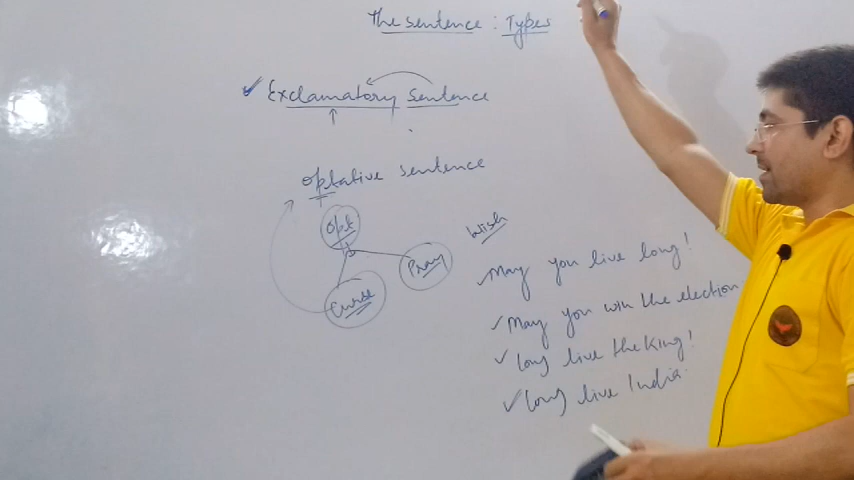 The sentence : Types
Exclamatory sentence
Optative sentence
Opt
Wish
Pray
Curse
May you live long!
May you win the election
Long live the King!
Long live India.